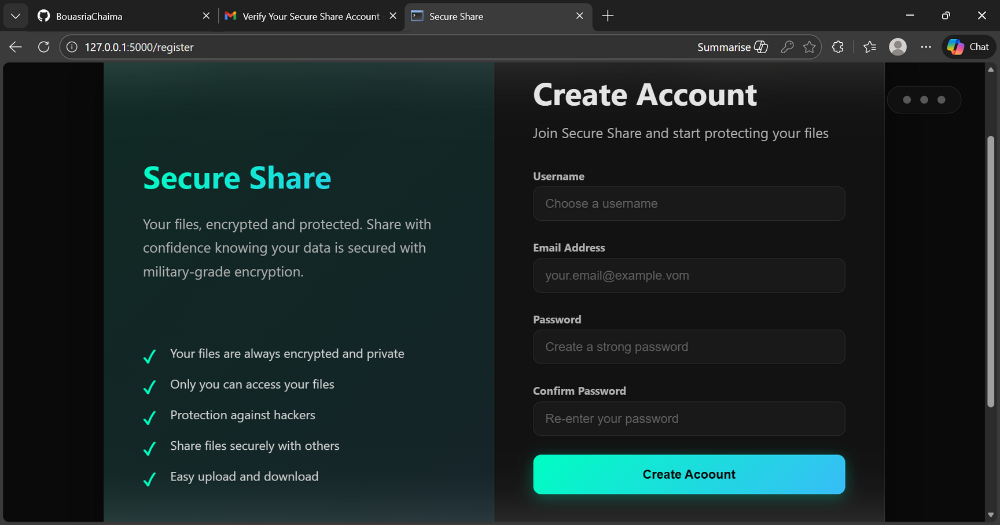 BouasriaChaima
Verify Your Secure Share Account -
Secure Share
127.0.0.1:5000/register
Summarise
Chat
Secure Share
Your files, encrypted and protected. Share with
confidence knowing your data is secured with
military-grade encryption.
Your files are always encrypted and private
Only you can access your files
Protection against hackers
Share files securely with others
Easy upload and download
Create Account
Join Secure Share and start protecting your files
Username
Choose a username
Email Address
your.email@example.vom
Password
Create a strong password
Confirm Password
Re-enter your password
Create Acoount